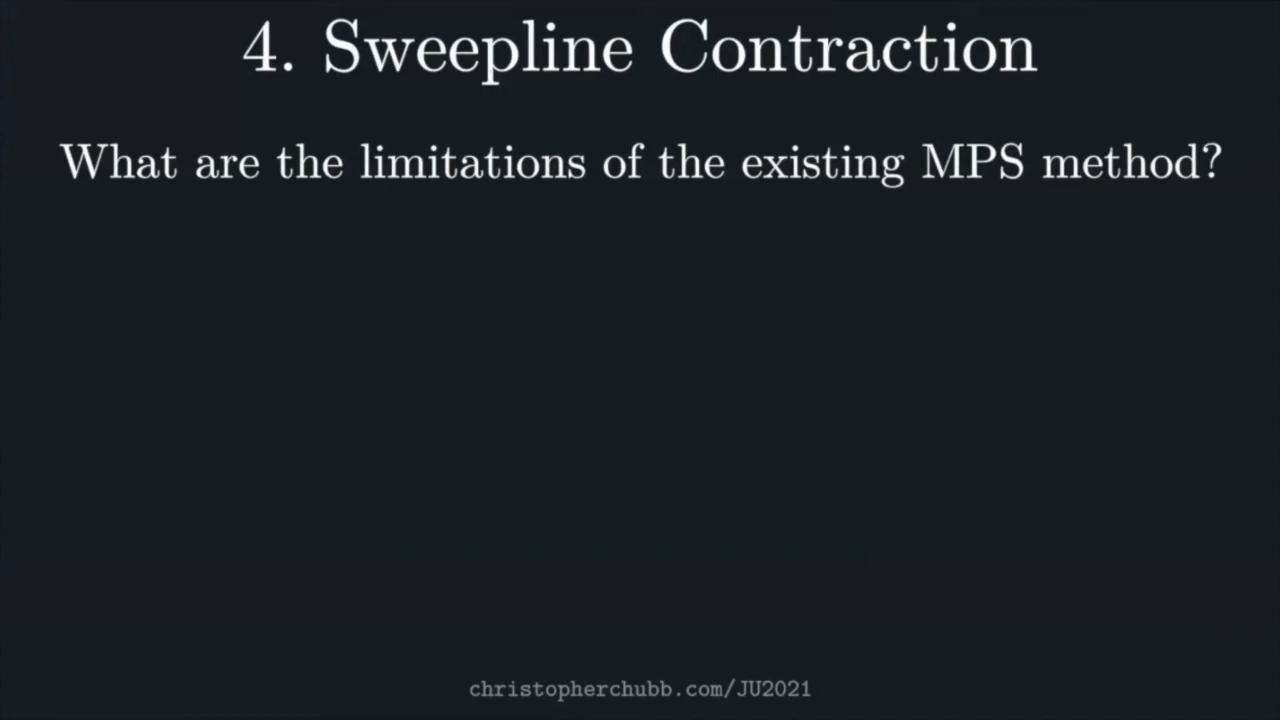 4. Sweepline Contraction
What are the limitations of the existing MPS method?
christopherchubb.com/JU2021